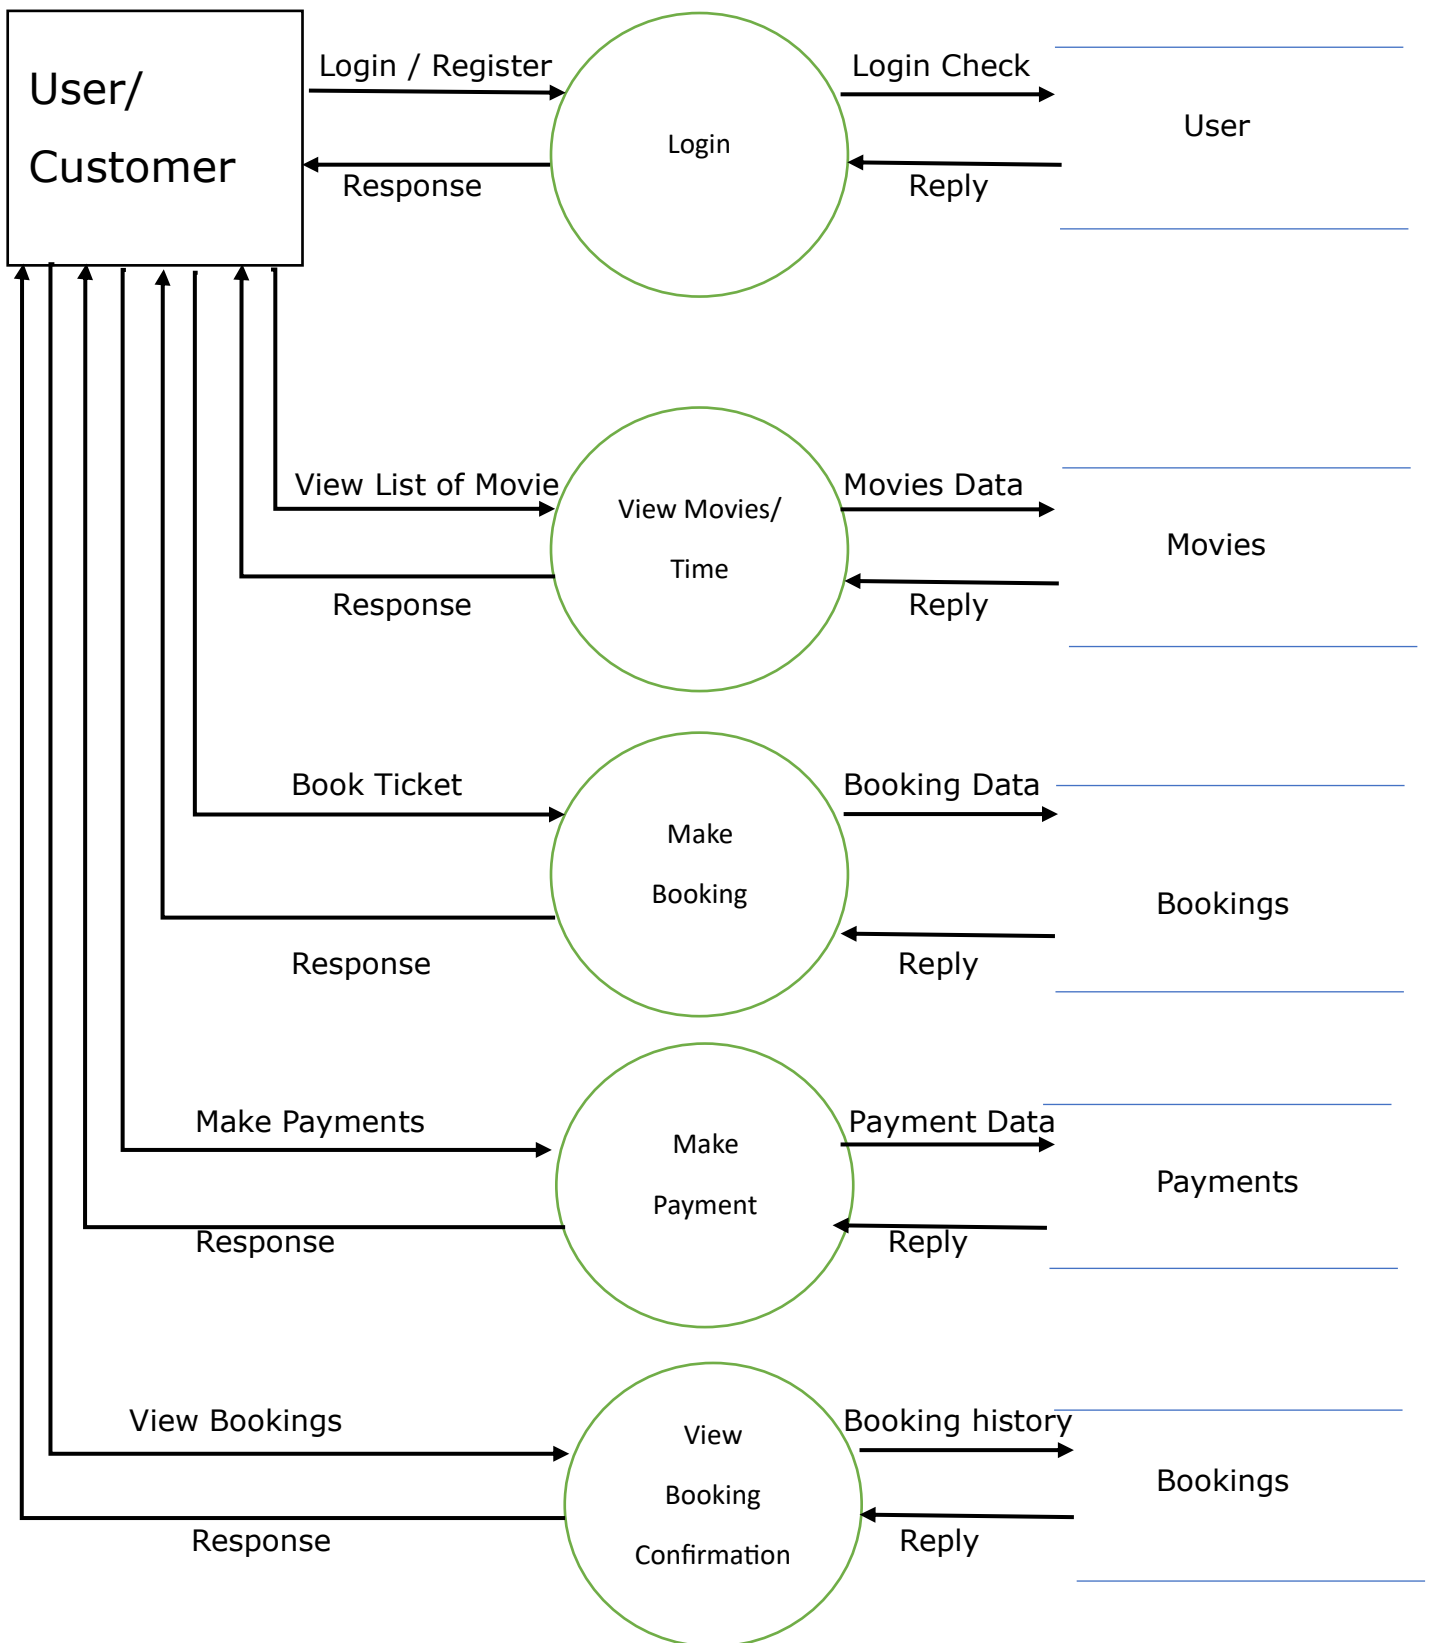 User/
Customer
Login / Register
Response
Login
Login Check
Reply
User
View List of Movie
Response
View Movies/
Time
Movies Data
Reply
Movies
Book Ticket
Response
Make
Booking
Booking Data
Reply
Bookings
Make Payments
Response
Make
Payment
Payment Data
Reply
Payments
View Bookings
Response
View
Booking
Confirmation
Booking history
Reply
Bookings